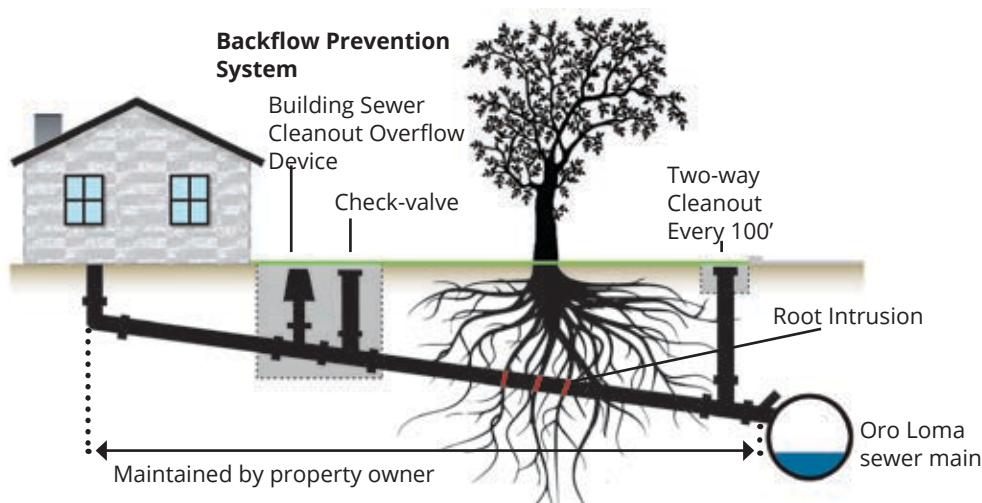 Backflow Prevention
System
Building Sewer
Cleanout Overflow
Device
Check-valve
Two-way
Cleanout
Every 100’
Root Intrusion
Oro Loma
sewer main
Maintained by property owner